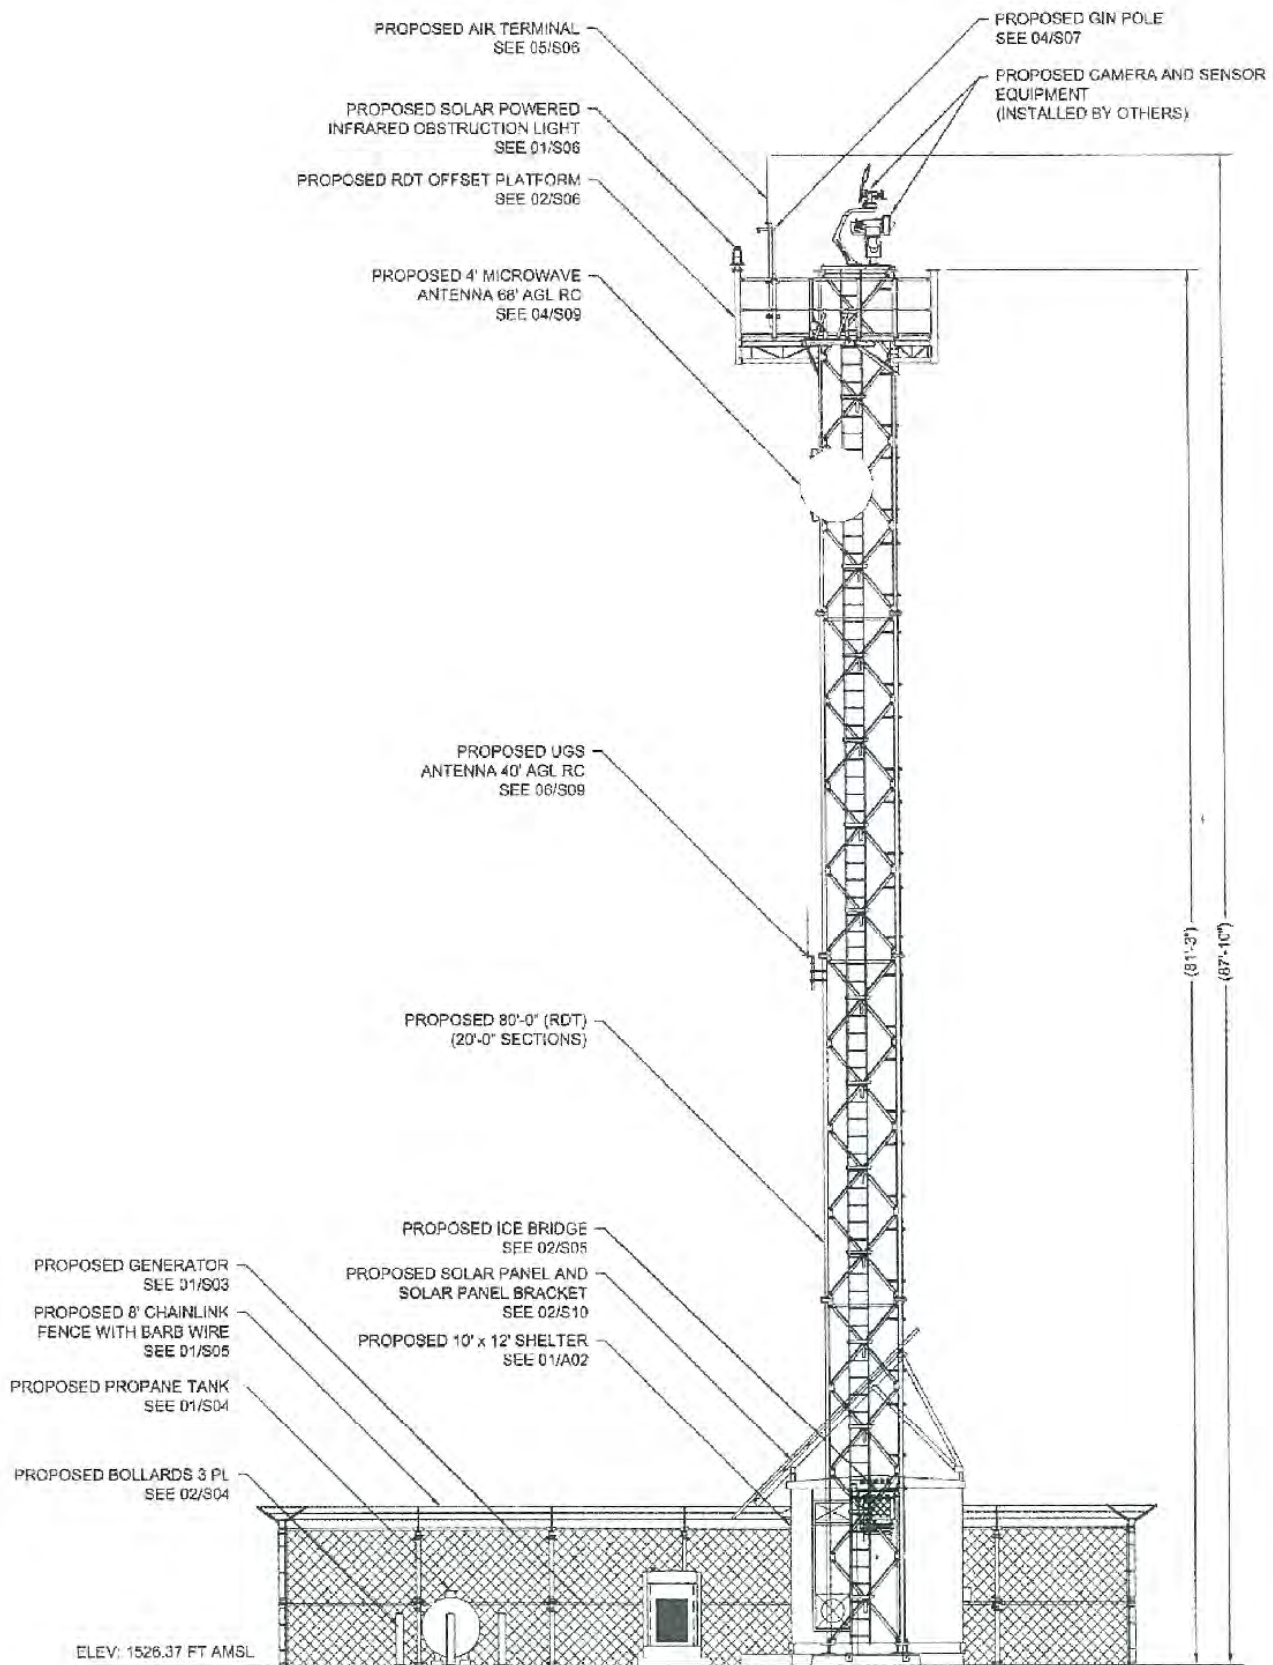 PROPOSED AIR TERMINAL
SEE 05/S06
PROPOSED GIN POLE
SEE 04/S07
PROPOSED CAMERA AND SENSOR
EQUIPMENT
(INSTALLED BY OTHERS)
PROPOSED SOLAR POWERED
INFRARED OBSTRUCTION LIGHT
SEE 01/S06
PROPOSED RDT OFFSET PLATFORM
SEE 02/S06
PROPOSED 4' MICROWAVE
ANTENNA 66' AGL RC
SEE 04/S09
PROPOSED UGS
ANTENNA 40' AGL RC
SEE 06/S09
(81'-3")
(87'-10")
PROPOSED 80'-0" (RDT)
(20'-0" SECTIONS)
PROPOSED ICE BRIDGE
SEE 02/S05
PROPOSED SOLAR PANEL AND
SOLAR PANEL BRACKET
SEE 02/S10
PROPOSED 10' x 12' SHELTER
SEE 01/A02
PROPOSED GENERATOR
SEE 01/S03
PROPOSED 8' CHAINLINK
FENCE WITH BARB WIRE
SEE 01/S05
PROPOSED PROPANE TANK
SEE 01/S04
PROPOSED BOLLARDS 3 PL
SEE 02/S04
ELEV: 1526.37 FT AMSL